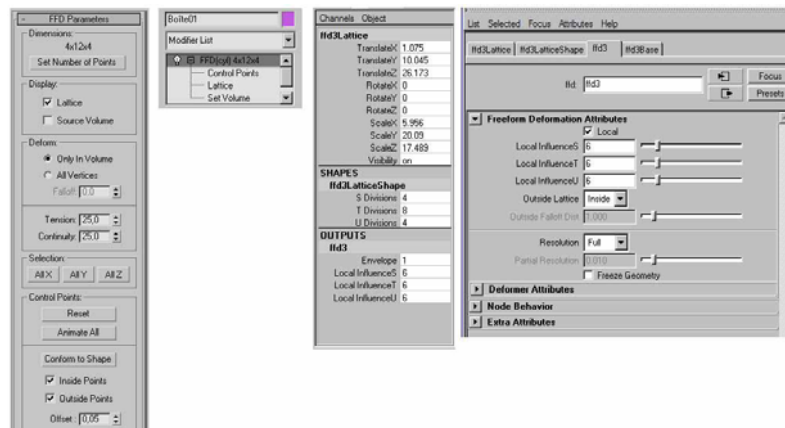 FFD Parameters
Dimensions:
4x12x4
Set Number of Points
Display:
Lattice
Source Volume
Deform:
Only In Volume
All Vertices
Falloff: 0,0
Tension: 25,0
Continuity: 25,0
Selection:
All X All Y All Z
Control Points:
Reset
Animate All
Conform to Shape
Inside Points
Outside Points
Offset : 0,05
Boîte01
Modifier List
FFD(cyl) 4x12x4
Control Points
Lattice
Set Volume
Channels Object
ffd3Lattice
TranslateX 1.075
TranslateY 10.045
TranslateZ 26.173
RotateX 0
RotateY 0
RotateZ 0
ScaleX 5.956
ScaleY 20.09
ScaleZ 17.489
Visibility on
SHAPES
ffd3LatticeShape
S Divisions 4
T Divisions 8
U Divisions 4
OUTPUTS
ffd3
Envelope 1
Local InfluenceS 6
Local InfluenceT 6
Local InfluenceU 6
List Selected Focus Attributes Help
ffd3Lattice ffd3LatticeShape ffd3 ffd3Base
ffd: ffd3
Focus
Presets
Freeform Deformation Attributes
Local
Local InfluenceS 6
Local InfluenceT 6
Local InfluenceU 6
Outside Lattice Inside
Outside Falloff Dist 1.000
Resolution Full
Partial Resolution 0.010
Freeze Geometry
Deformer Attributes
Node Behavior
Extra Attributes